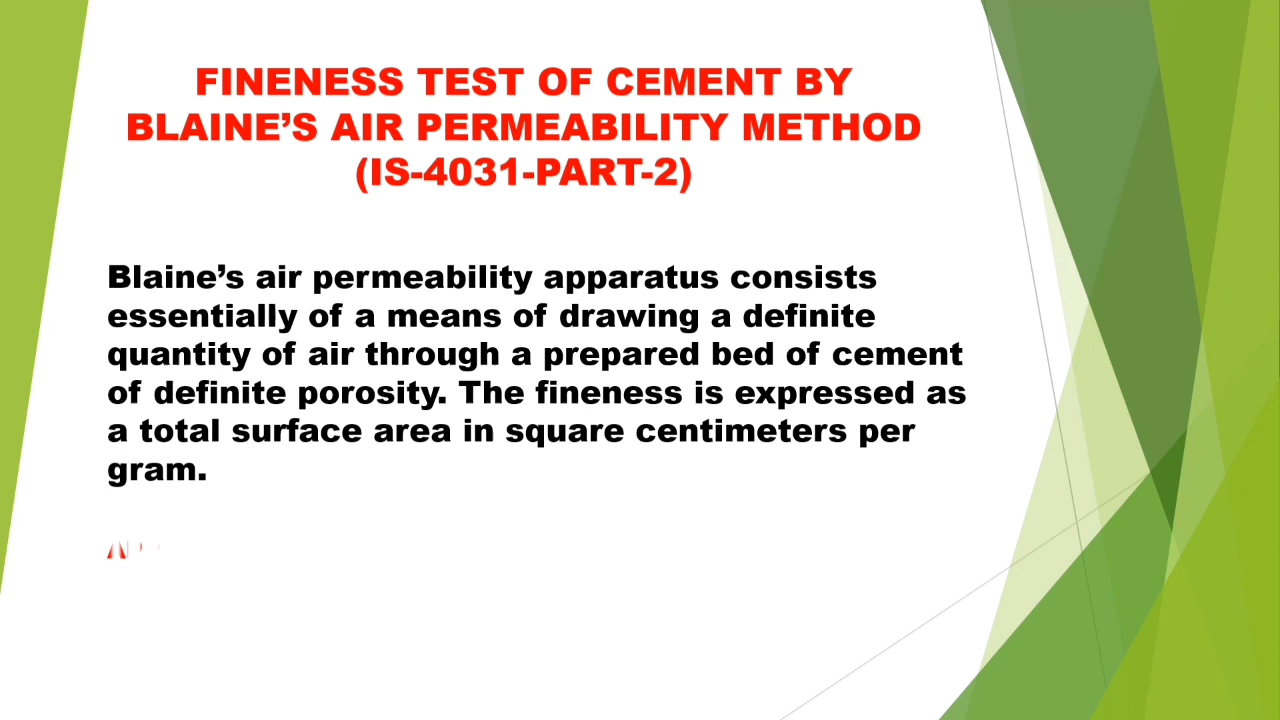 FINENESS TEST OF CEMENT BY
BLAINE’S AIR PERMEABILITY METHOD
(IS-4031-PART-2)
Blaine’s air permeability apparatus consists
essentially of a means of drawing a definite
quantity of air through a prepared bed of cement
of definite porosity. The fineness is expressed as
a total surface area in square centimeters per
gram.